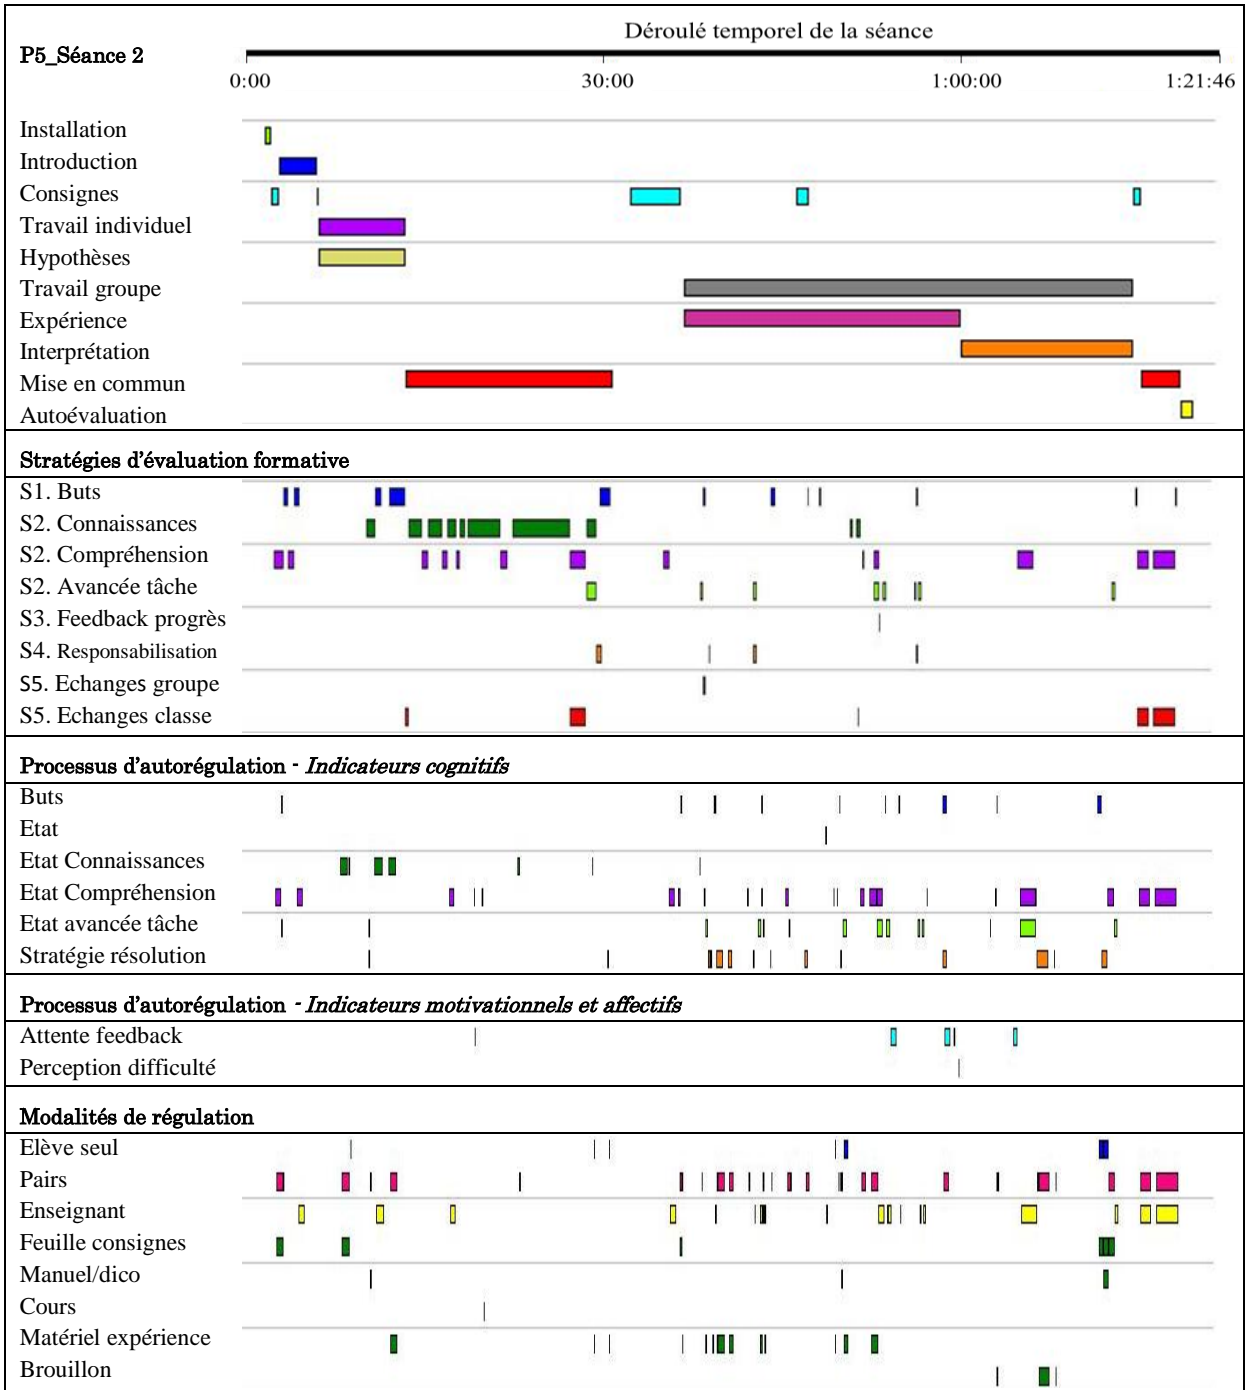 Déroulé temporel de la séance
P5_Séance 2
0:00 30:00 1:00:00 1:21:46
Installation
Introduction
Consignes
Travail individuel
Hypothèses
Travail groupe
Expérience
Interprétation
Mise en commun
Autoévaluation
Stratégies d'évaluation formative
S1. Buts
S2. Connaissances
S2. Compréhension
S2. Avancée tâche
S3. Feedback progrès
S4. Responsabilisation
S5. Echanges groupe
S5. Echanges classe
Processus d'autorégulation - Indicateurs cognitifs
Buts
Etat
Etat Connaissances
Etat Compréhension
Etat avancée tâche
Stratégie résolution
Processus d'autorégulation - Indicateurs motivationnels et affectifs
Attente feedback
Perception difficulté
Modalités de régulation
Elève seul
Pairs
Enseignant
Feuille consignes
Manuel/dico
Cours
Matériel expérience
Brouillon